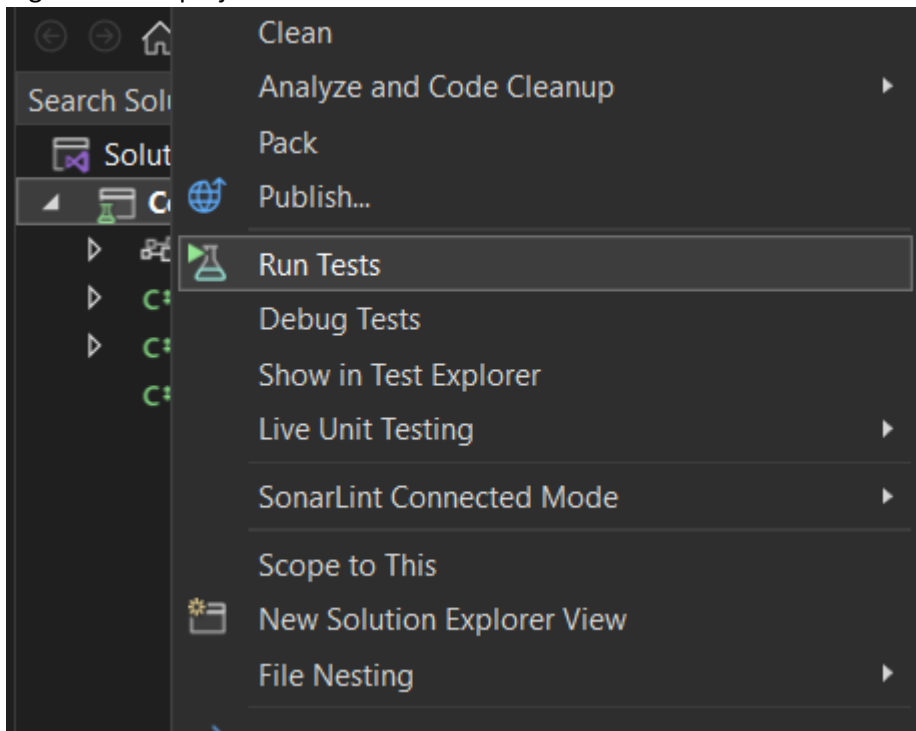 Clean
Search Solu
Analyze and Code Cleanup
Pack
Solut
Publish...
Run Tests
C#
Debug Tests
C#
Show in Test Explorer
C#
Live Unit Testing
SonarLint Connected Mode
Scope to This
New Solution Explorer View
File Nesting